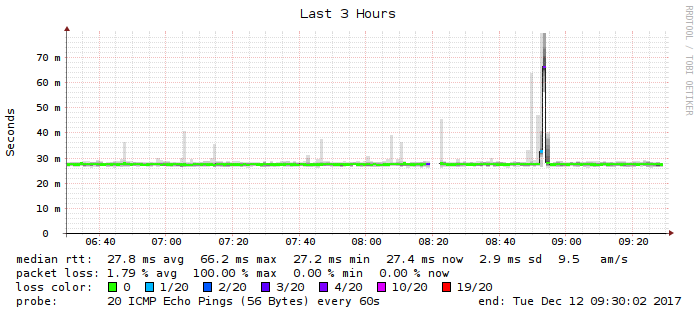 Last 3 Hours
RRDTOOL / TOBI OETIKER
Seconds
70 m
60 m
50 m
40 m
30 m
20 m
10 m
0
06:40 07:00 07:20 07:40 08:00 08:20 08:40 09:00 09:20
median rtt: 27.8 ms avg 66.2 ms max 27.2 ms min 27.4 ms now 2.9 ms sd 9.5 am/s
packet loss: 1.79 % avg 100.00 % max 0.00 % min 0.00 % now
loss color: 0 1/20 2/20 3/20 4/20 10/20 19/20
probe: 20 ICMP Echo Pings (56 Bytes) every 60s end: Tue Dec 12 09:30:02 2017